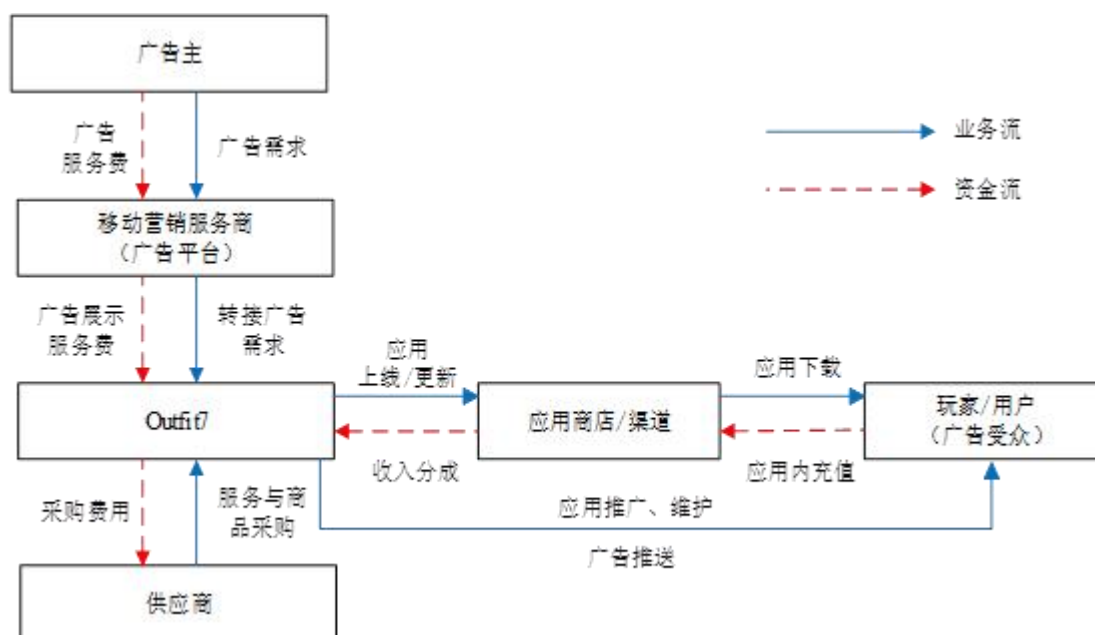 广告主
广告
服务费
广告需求
业务流
资金流
移动营销服务商
（广告平台）
广告展示
服务费
转接广告
需求
应用
上线/更新
应用下载
Outfit7
应用商店/渠道
玩家/用户
（广告受众）
收入分成
应用内充值
采购费用
服务与商
品采购
应用推广、维护
广告推送
供应商